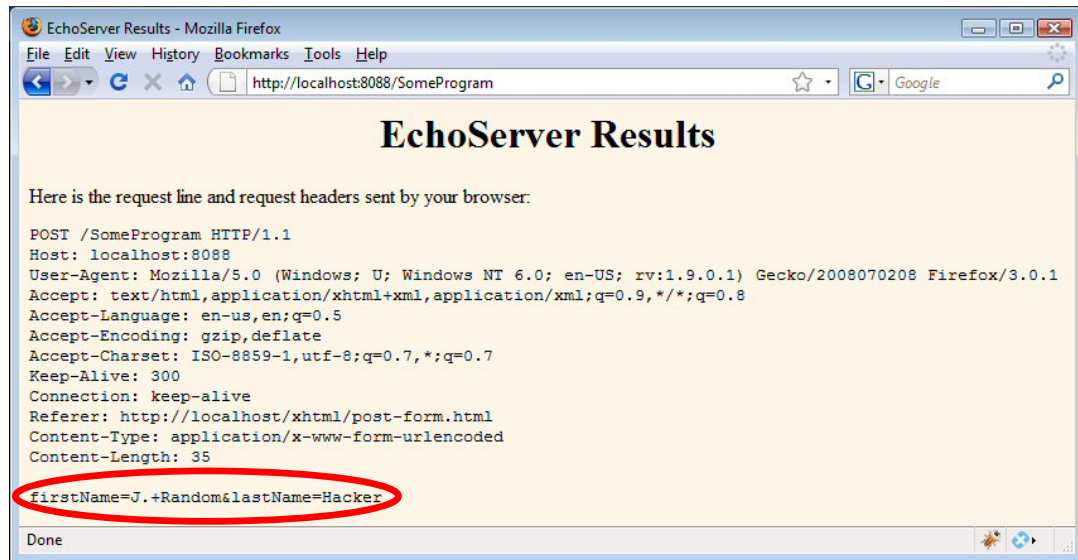 EchoServer Results - Mozilla Firefox
File Edit View History Bookmarks Tools Help
http://localhost:8088/SomeProgram
G Google
EchoServer Results
Here is the request line and request headers sent by your browser:
POST /SomeProgram HTTP/1.1
Host: localhost:8088
User-Agent: Mozilla/5.0 (Windows; U; Windows NT 6.0; en-US; rv:1.9.0.1) Gecko/2008070208 Firefox/3.0.1
Accept: text/html,application/xhtml+xml,application/xml;q=0.9,*/*;q=0.8
Accept-Language: en-us,en;q=0.5
Accept-Encoding: gzip,deflate
Accept-Charset: ISO-8859-1,utf-8;q=0.7,*;q=0.7
Keep-Alive: 300
Connection: keep-alive
Referer: http://localhost/xhtml/post-form.html
Content-Type: application/x-www-form-urlencoded
Content-Length: 35
firstName=J.+Random&lastName=Hacker
Done